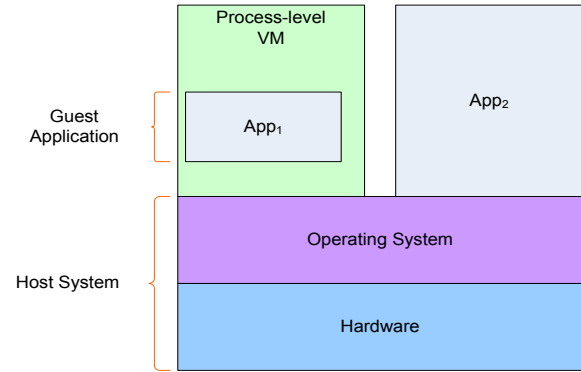 Process-level
VM
Guest
Application
App₁
App₂
Operating System
Host System
Hardware